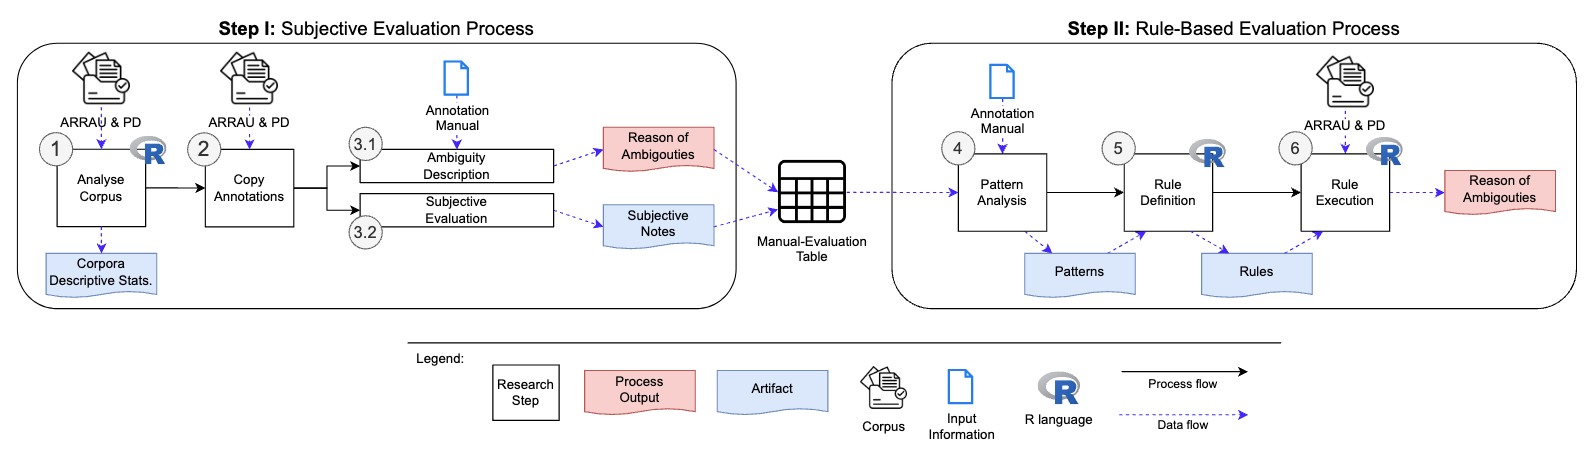 Step I: Subjective Evaluation Process
ARRAU & PD
ARRAU & PD
Annotation
Manual
1
R
Analyse
Corpus
2
Copy
Annotations
3.1
Ambiguity
Description
Subjective
Evaluation
3.2
Reason of
Ambigouties
Subjective
Notes
Corpora
Descriptive Stats.
Manual-Evaluation
Table
Step II: Rule-Based Evaluation Process
Annotation
Manual
ARRAU & PD
4
Pattern
Analysis
5
R
Rule
Definition
6
R
Rule
Execution
Reason of
Ambigouties
Patterns
Rules
Legend:
Research
Step
Process
Output
Artifact
Corpus
Input
Information
R
R language
Process flow
Data flow